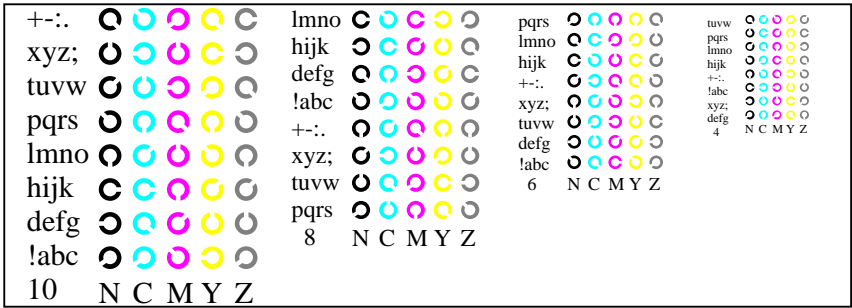 +-:.
xyz;
tuvw
pqrs
lmno
hijk
defg
!abc
10 N C M Y Z
lmno
hijk
defg
!abc
+-:.
xyz;
tuvw
pqrs
8 N C M Y Z
pqrs
lmno
hijk
+-:.
xyz;
tuvw
defg
!abc
6 N C M Y Z
tuvw
pqrs
lmno
hijk
+-:.
!abc
xyz;
defg
4 N C M Y Z